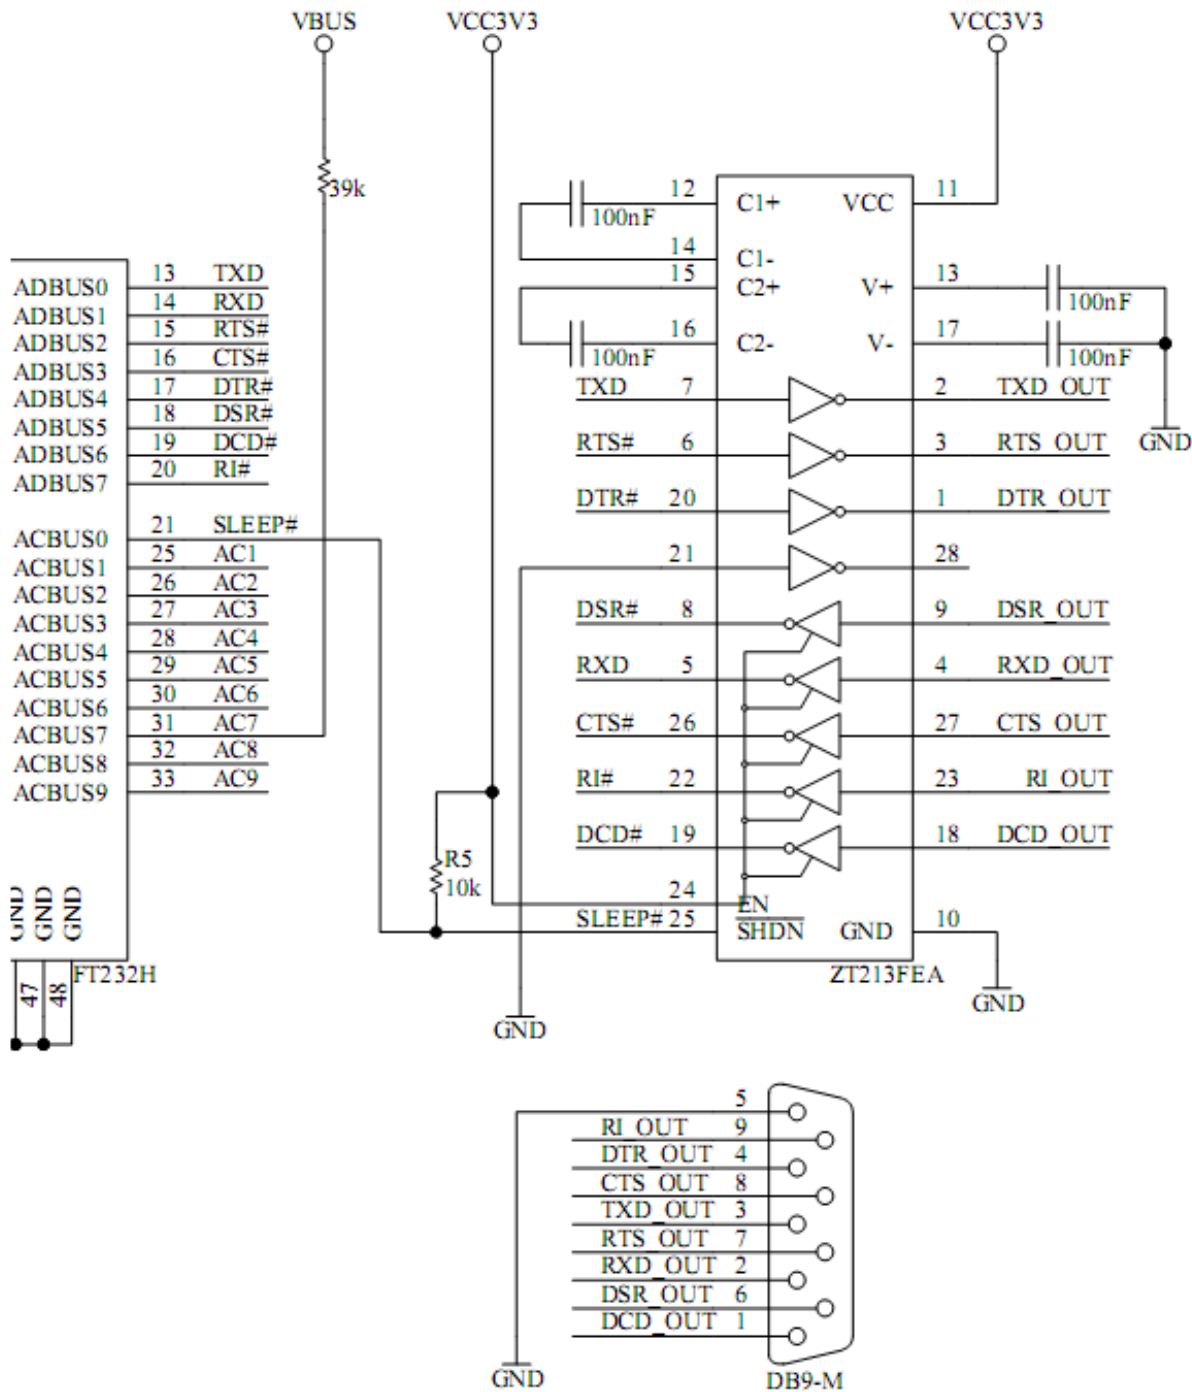 VBUS
VCC3V3
VCC3V3
39k
12
C1+
VCC
11
100nF
14
C1-
15
C2+
V+
13
100nF
16
C2-
V-
17
100nF
100nF
GND
ADBUS0 13 TXD
ADBUS1 14 RXD
ADBUS2 15 RTS#
ADBUS3 16 CTS#
ADBUS4 17 DTR#
ADBUS5 18 DSR#
ADBUS6 19 DCD#
ADBUS7 20 RI#
ACBUS0 21 SLEEP#
ACBUS1 25 AC1
ACBUS2 26 AC2
ACBUS3 27 AC3
ACBUS4 28 AC4
ACBUS5 29 AC5
ACBUS6 30 AC6
ACBUS7 31 AC7
ACBUS8 32 AC8
ACBUS9 33 AC9
GND
GND
GND
47
48
FT232H
TXD 7 2 TXD_OUT
RTS# 6 3 RTS_OUT
DTR# 20 1 DTR_OUT
21 28
DSR# 8 9 DSR_OUT
RXD 5 4 RXD_OUT
CTS# 26 27 CTS_OUT
RI# 22 23 RI_OUT
DCD# 19 18 DCD_OUT
R5
10k
24 EN
SLEEP# 25 SHDN GND 10
ZT213FEA
GND
GND
5
RI_OUT 9
DTR_OUT 4
CTS_OUT 8
TXD_OUT 3
RTS_OUT 7
RXD_OUT 2
DSR_OUT 6
DCD_OUT 1
GND
DB9-M